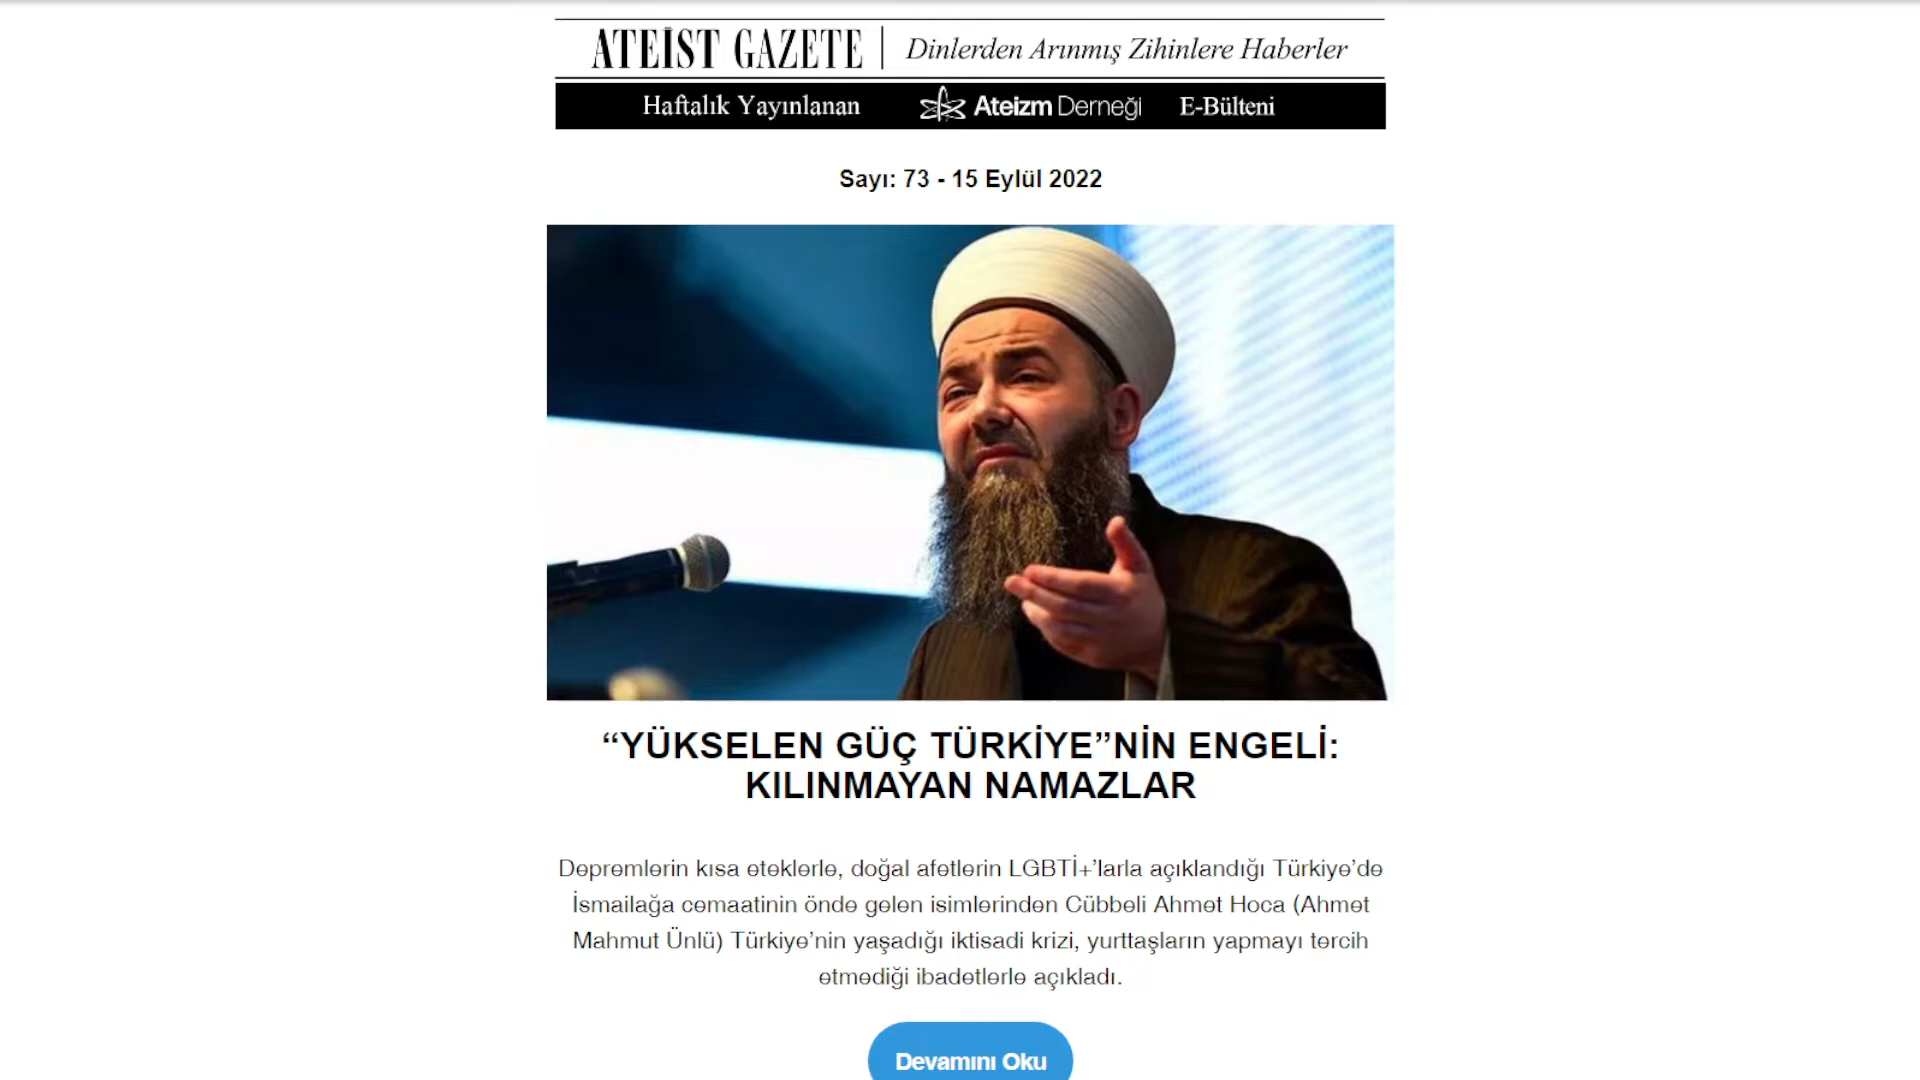 ATEİST GAZETE | Dinlerden Arınmış Zihinlere Haberler
Haftalık Yayınlanan Ateizm Derneği E-Bülteni
Sayı: 73 - 15 Eylül 2022
“YÜKSELEN GÜÇ TÜRKİYE”NİN ENGELİ:
KILINMAYAN NAMAZLAR
Depremlerin kısa eteklerle, doğal afetlerin LGBTİ+’larla açıklandığı Türkiye’de
İsmailağa cemaatinin önde gelen isimlerinden Cübbeli Ahmet Hoca (Ahmet
Mahmut Ünlü) Türkiye’nin yaşadığı iktisadi krizi, yurttaşların yapmayı tercih
etmediği ibadetlerle açıkladı.
Devamını Oku